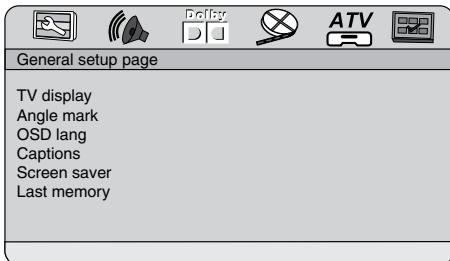 Dolby
ATV
General setup page
TV display
Angle mark
OSD lang
Captions
Screen saver
Last memory